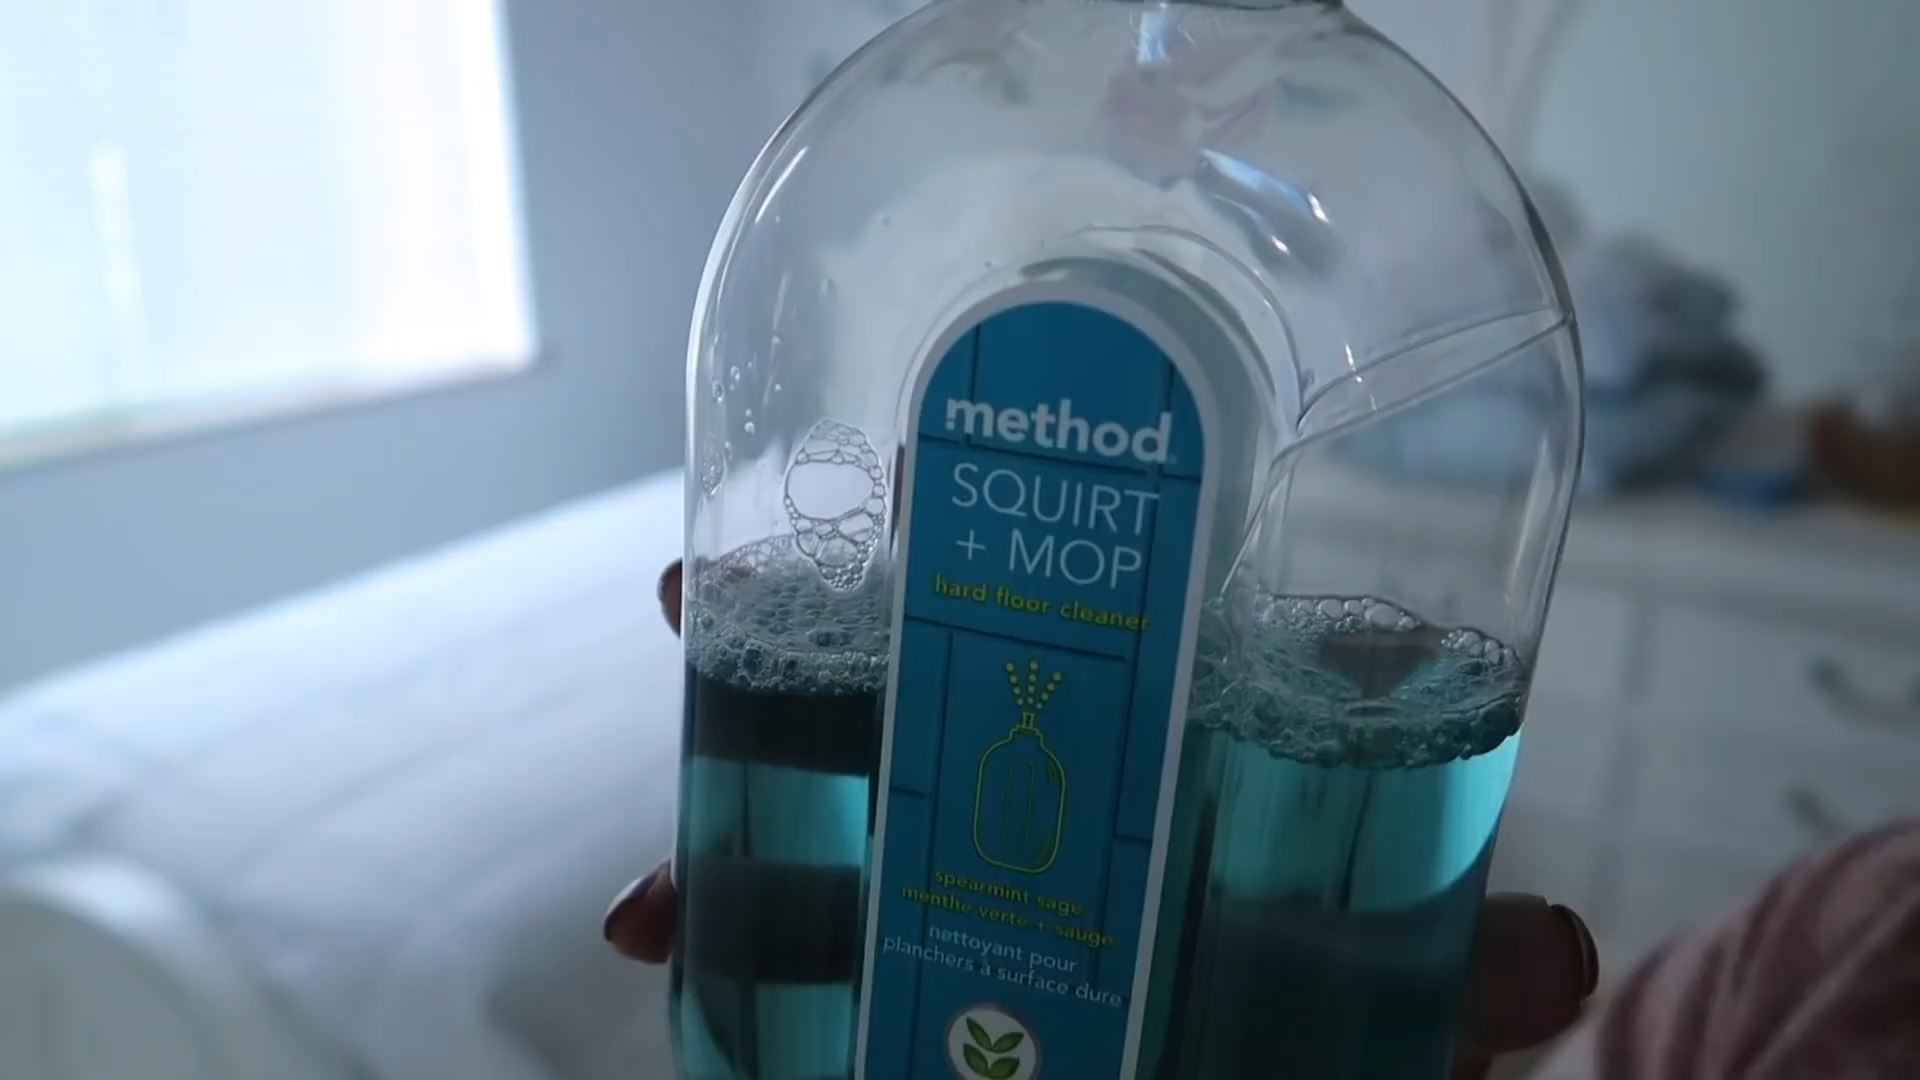 method
SQUIRT
+ MOP
hard floor cleaner
spearmint sage
menthe verte + sauge
nettoyant pour
planchers à surface dure